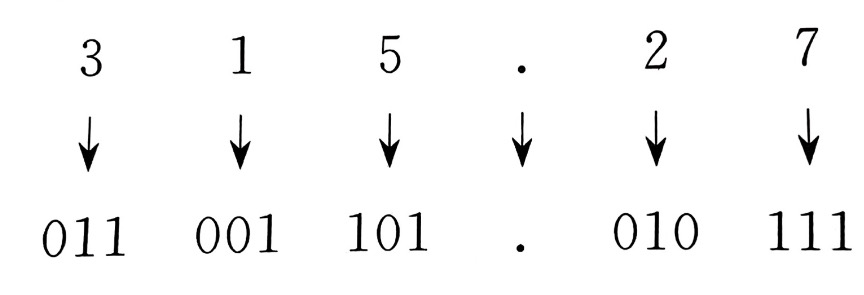 3 1 5 . 2 7
↓ ↓ ↓ ↓ ↓ ↓
011 001 101 . 010 111